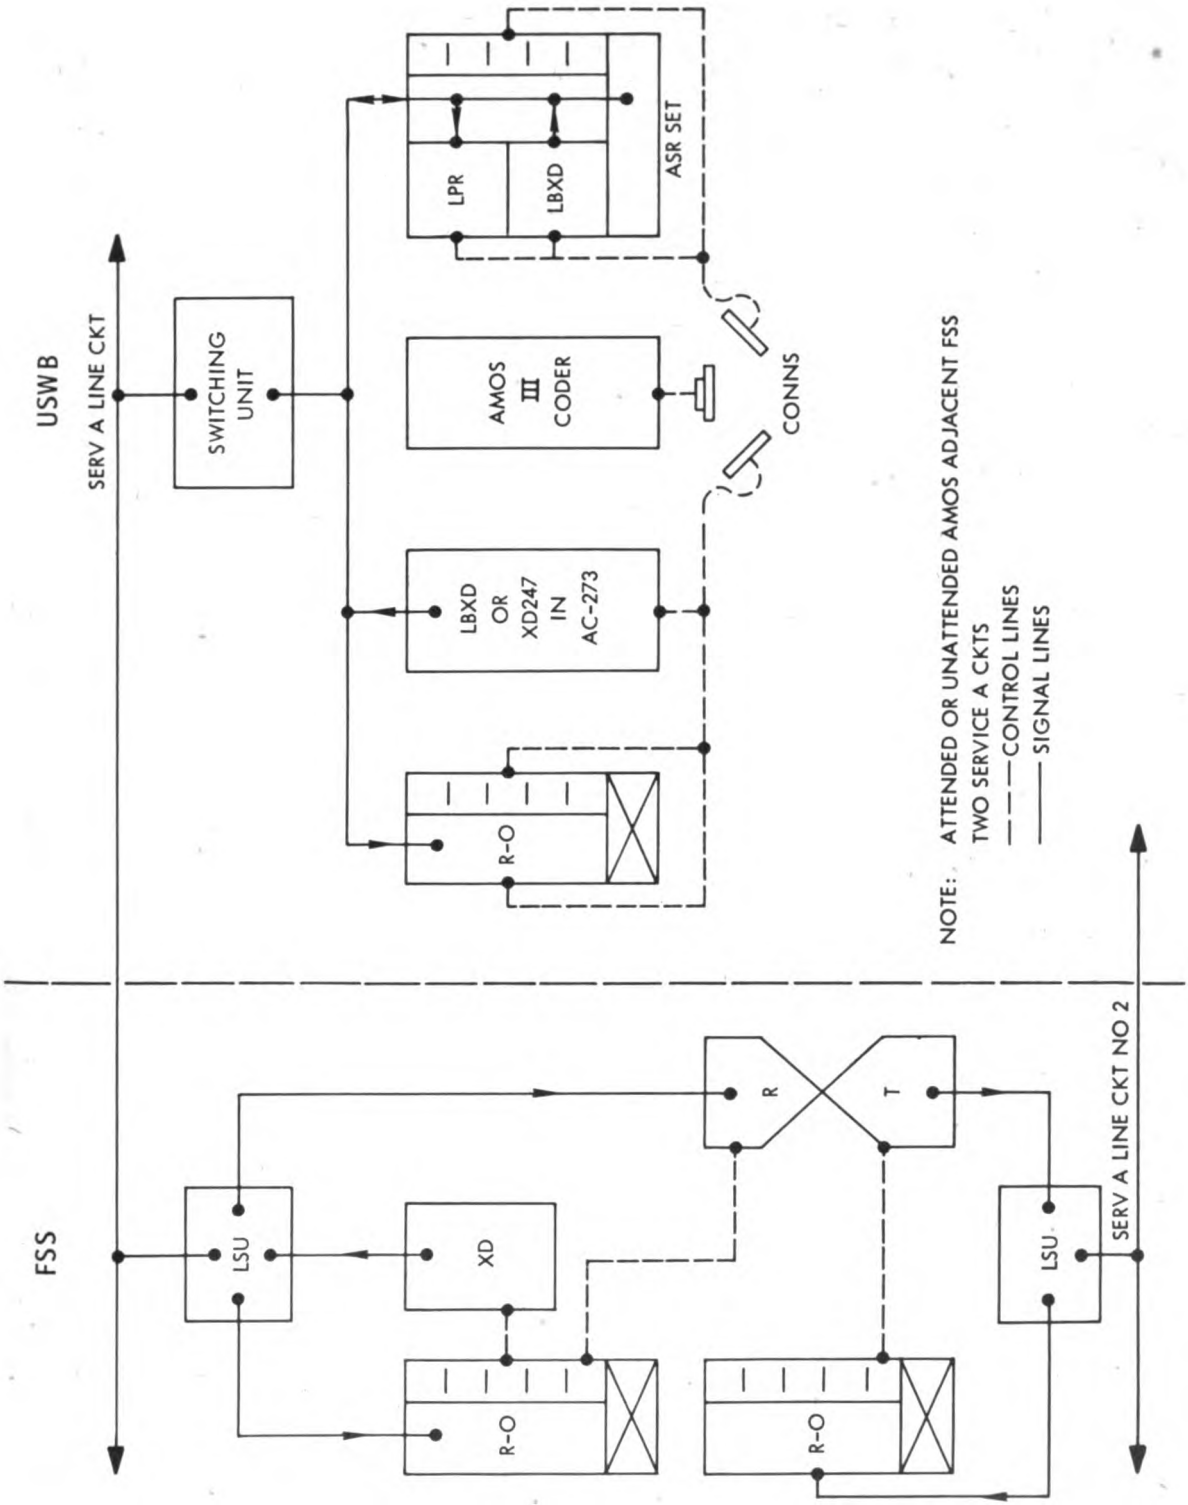 FSS
USWB
SERV A LINE CKT
LSU
SWITCHING
UNIT
XD
R-O
R-O
LBXD
OR
XD247
IN
AC-273
AMOS
III
CODER
LPR
LBXD
ASR SET
CONNS
R
T
R-O
LSU
SERV A LINE CKT NO 2
NOTE: ATTENDED OR UNATTENDED AMOS ADJACENT FSS
TWO SERVICE A CKTS
CONTROL LINES
SIGNAL LINES